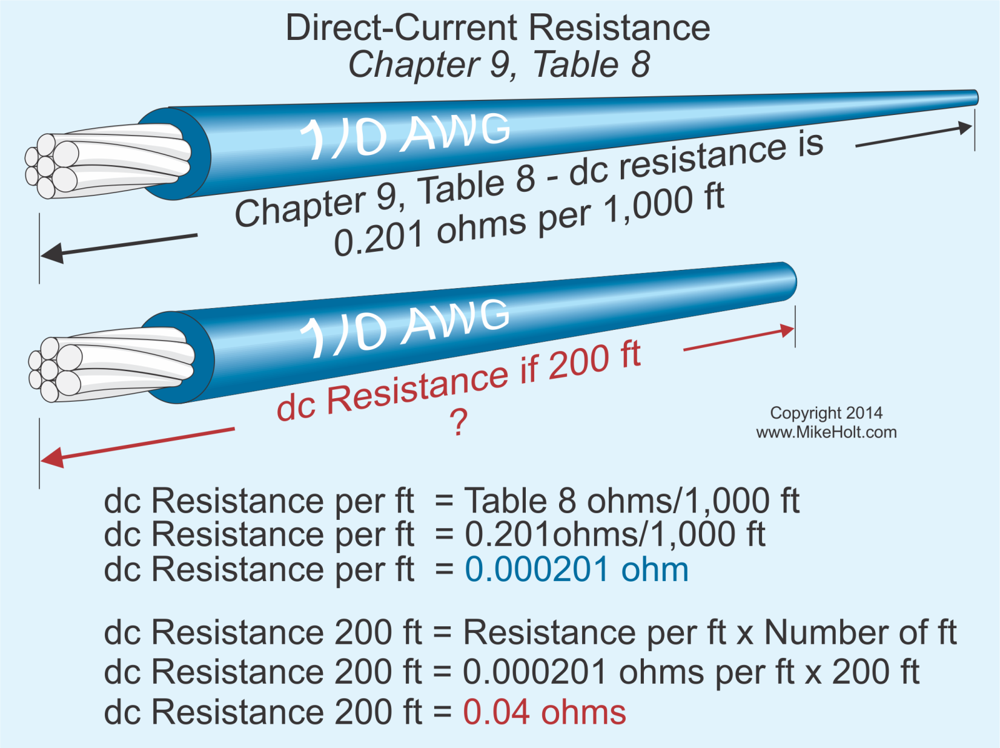 Direct-Current Resistance
Chapter 9, Table 8
1/0 AWG
Chapter 9, Table 8 - dc resistance is
0.201 ohms per 1,000 ft
1/0 AWG
dc Resistance if 200 ft
?
Copyright 2014
www.MikeHolt.com
dc Resistance per ft = Table 8 ohms/1,000 ft
dc Resistance per ft = 0.201ohms/1,000 ft
dc Resistance per ft = 0.000201 ohm
dc Resistance 200 ft = Resistance per ft x Number of ft
dc Resistance 200 ft = 0.000201 ohms per ft x 200 ft
dc Resistance 200 ft = 0.04 ohms